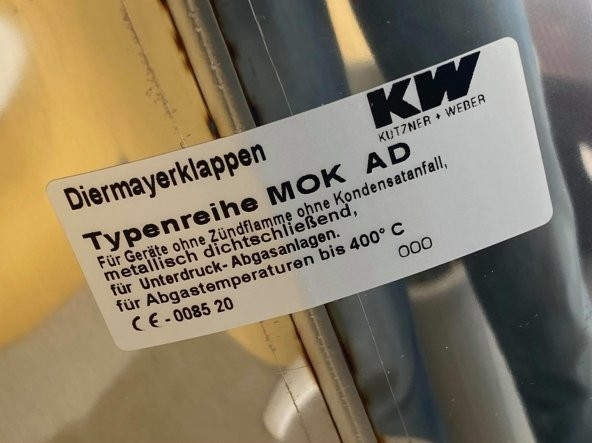 KW
KUTZNER + WEBER
Diermayerklappen
Typenreihe MOK AD
Für Geräte ohne Zündflamme ohne Kondensatanfall,
metallisch dichtschließend,
für Unterdruck- Abgasanlagen.
für Abgastemperaturen bis 400° C
CE - 0085 20
000